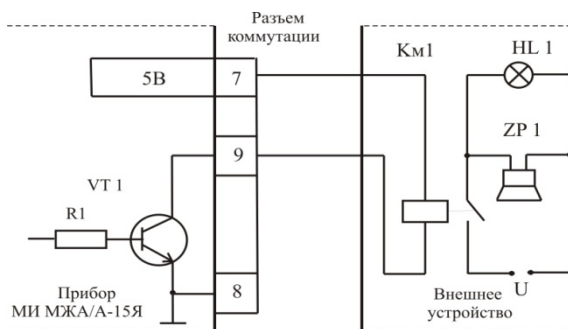 Разъем
коммутации
Км1
HL 1
5В
7
ZP 1
9
VT 1
R1
8
Прибор
МИ МЖА/А-15Я
Внешнее
устройство
U